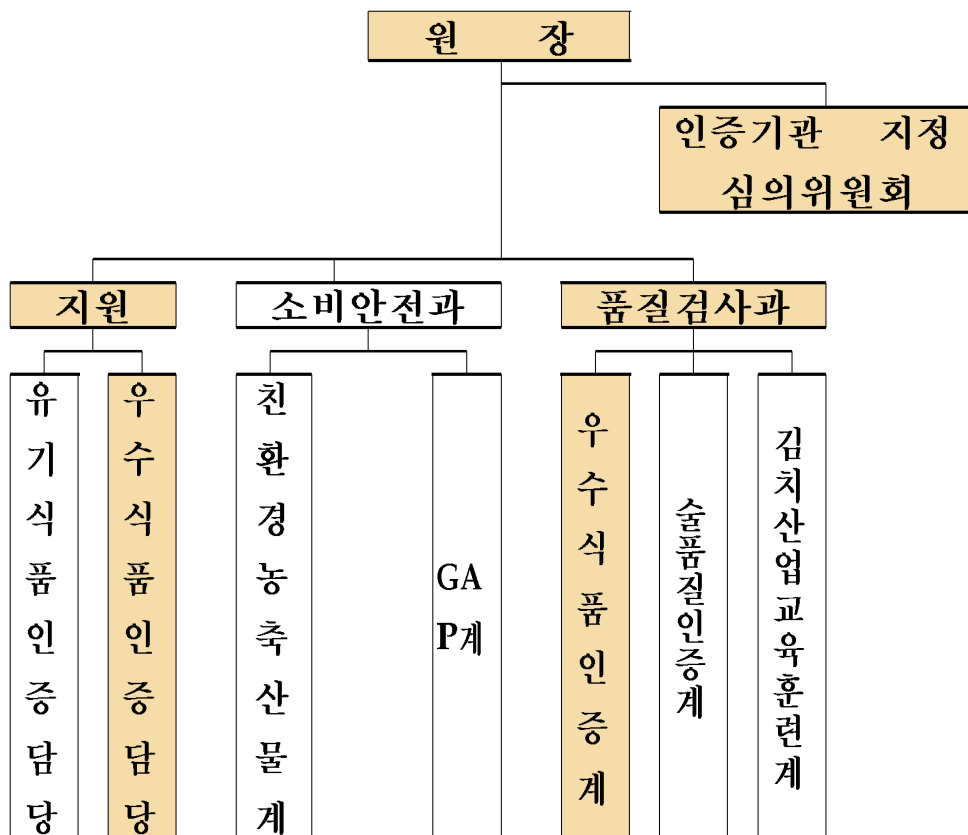 원 장
인증기관 지정
심의위원회
지원
소비안전과
품질검사과
유기식품인증담당
우수식품인증담당
친환경농축산물계
GA
P계
우수식품인증계
술품질인증계
김치산업교육훈련계